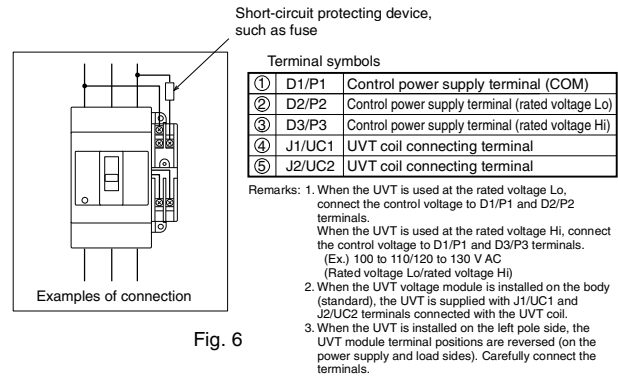 Short-circuit protecting device,
such as fuse
Terminal symbols
① D1/P1 Control power supply terminal (COM)
② D2/P2 Control power supply terminal (rated voltage Lo)
③ D3/P3 Control power supply terminal (rated voltage Hi)
④ J1/UC1 UVT coil connecting terminal
⑤ J2/UC2 UVT coil connecting terminal
Remarks: 1. When the UVT is used at the rated voltage Lo,
connect the control voltage to D1/P1 and D2/P2
terminals.
When the UVT is used at the rated voltage Hi, connect
the control voltage to D1/P1 and D3/P3 terminals.
(Ex.) 100 to 110/120 to 130 V AC
(Rated voltage Lo/rated voltage Hi)
2. When the UVT voltage module is installed on the body
(standard), the UVT is supplied with J1/UC1 and
J2/UC2 terminals connected with the UVT coil.
3. When the UVT is installed on the left pole side, the
UVT module terminal positions are reversed (on the
power supply and load sides). Carefully connect the
terminals.
Examples of connection
Fig. 6